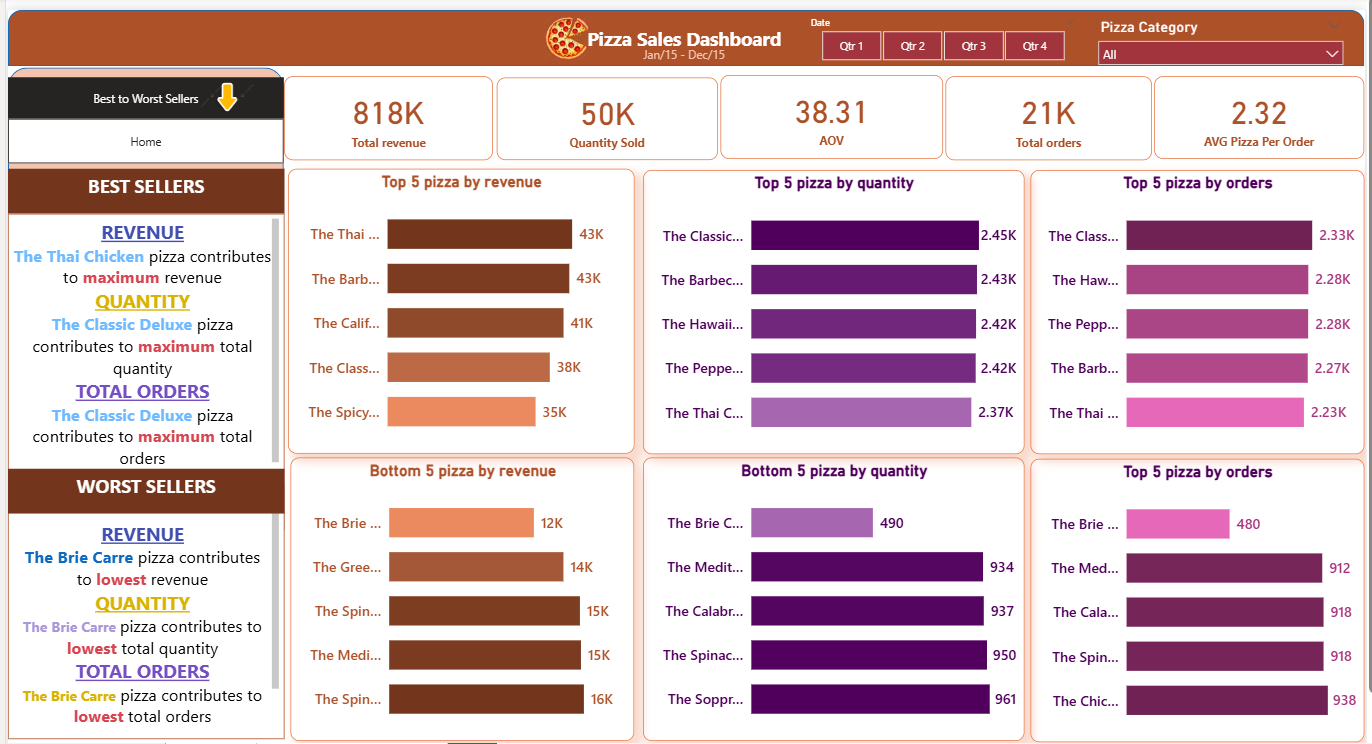 Pizza Sales Dashboard
Jan/15 - Dec/15
Date
Qtr 1
Qtr 2
Qtr 3
Qtr 4
Pizza Category
All
Best to Worst Sellers
Home
818K
Total revenue
50K
Quantity Sold
38.31
AOV
21K
Total orders
2.32
AVG Pizza Per Order
BEST SELLERS
REVENUE
The Thai Chicken pizza contributes
to maximum revenue
QUANTITY
The Classic Deluxe pizza
contributes to maximum total
quantity
TOTAL ORDERS
The Classic Deluxe pizza
contributes to maximum total
orders
WORST SELLERS
REVENUE
The Brie Carre pizza contributes
to lowest revenue
QUANTITY
The Brie Carre pizza contributes to
lowest total quantity
TOTAL ORDERS
The Brie Carre pizza contributes to
lowest total orders
Top 5 pizza by revenue
The Thai ... 43K
The Barb... 43K
The Calif... 41K
The Class... 38K
The Spicy... 35K
Top 5 pizza by quantity
The Classic... 2.45K
The Barbec... 2.43K
The Hawaii... 2.42K
The Peppe... 2.42K
The Thai C... 2.37K
Top 5 pizza by orders
The Class... 2.33K
The Haw... 2.28K
The Pepp... 2.28K
The Barb... 2.27K
The Thai ... 2.23K
Bottom 5 pizza by revenue
The Brie ... 12K
The Gree... 14K
The Spin... 15K
The Medi... 15K
The Spin... 16K
Bottom 5 pizza by quantity
The Brie C... 490
The Medit... 934
The Calabr... 937
The Spinac... 950
The Soppr... 961
Top 5 pizza by orders
The Brie ... 480
The Med... 912
The Cala... 918
The Spin... 918
The Chic... 938